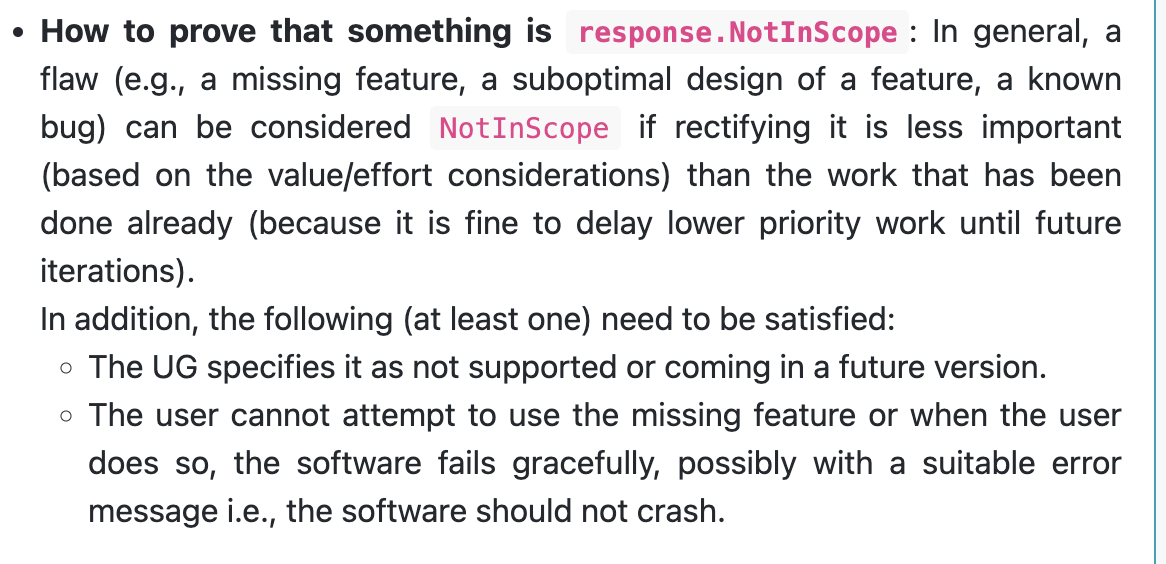 • How to prove that something is response.NotInScope : In general, a
flaw (e.g., a missing feature, a suboptimal design of a feature, a known
bug) can be considered NotInScope if rectifying it is less important
(based on the value/effort considerations) than the work that has been
done already (because it is fine to delay lower priority work until future
iterations).
In addition, the following (at least one) need to be satisfied:
◦ The UG specifies it as not supported or coming in a future version.
◦ The user cannot attempt to use the missing feature or when the user
does so, the software fails gracefully, possibly with a suitable error
message i.e., the software should not crash.